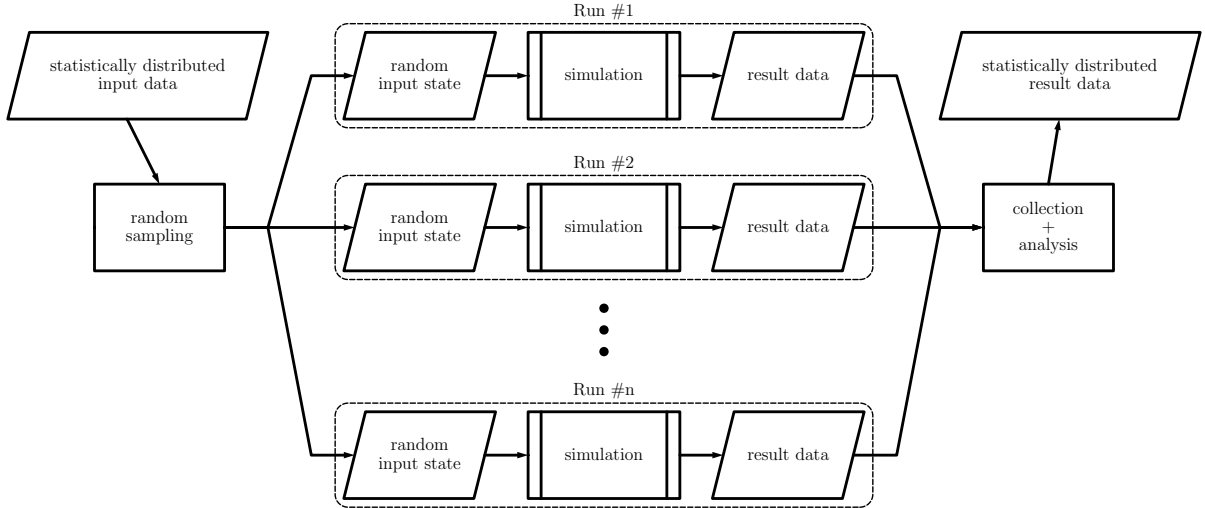 statistically distributed
input data
random
sampling
Run #1
random
input state
simulation
result data
Run #2
random
input state
simulation
result data
Run #n
random
input state
simulation
result data
statistically distributed
result data
collection
+
analysis